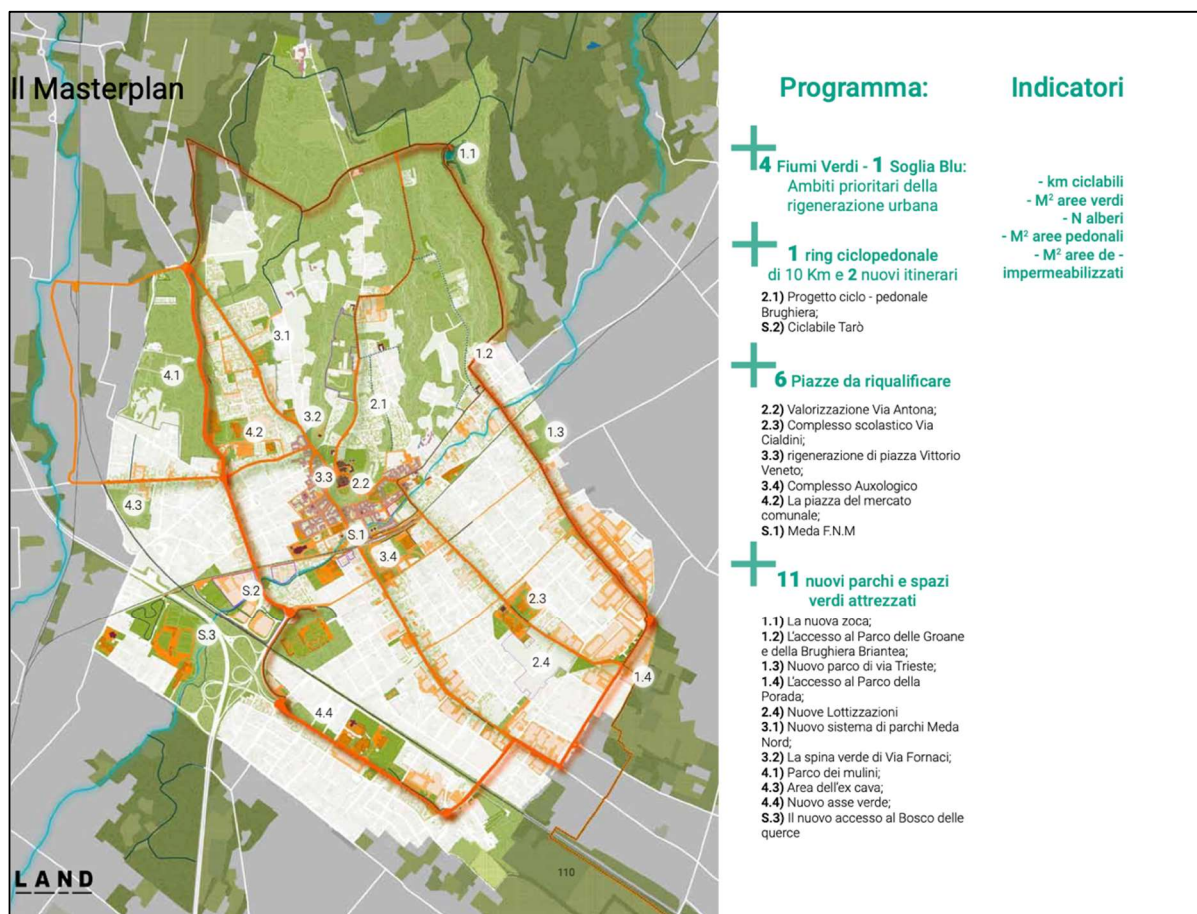 Il Masterplan
1.1
1.2
3.1
4.1
2.1
3.2
4.2
1.3
3.3
2.2
4.3
S.1
3.4
S.2
2.3
S.3
2.4
1.4
4.4
110
LAND
Programma:
4 Fiumi Verdi - 1 Soglia Blu:
Ambiti prioritari della
rigenerazione urbana
1 ring ciclopedonale
di 10 Km e 2 nuovi itinerari
2.1) Progetto ciclo - pedonale
Brughiera;
S.2) Ciclabile Tarò
6 Piazze da riqualificare
2.2) Valorizzazione Via Antona;
2.3) Complesso scolastico Via
Cialdini;
3.3) rigenerazione di piazza Vittorio
Veneto;
3.4) Complesso Auxologico
4.2) La piazza del mercato
comunale;
S.1) Meda F.N.M
11 nuovi parchi e spazi
verdi attrezzati
1.1) La nuova zoca;
1.2) L'accesso al Parco delle Groane
e della Brughiera Briantea;
1.3) Nuovo parco di via Trieste;
1.4) L'accesso al Parco della
Porada;
2.4) Nuove Lottizzazioni
3.1) Nuovo sistema di parchi Meda
Nord;
3.2) La spina verde di Via Fornaci;
4.1) Parco dei mulini;
4.3) Area dell'ex cava;
4.4) Nuovo asse verde;
S.3) Il nuovo accesso al Bosco delle
querce
Indicatori
- km ciclabili
- M² aree verdi
- N alberi
- M² aree pedonali
- M² aree de -
impermeabilizzati